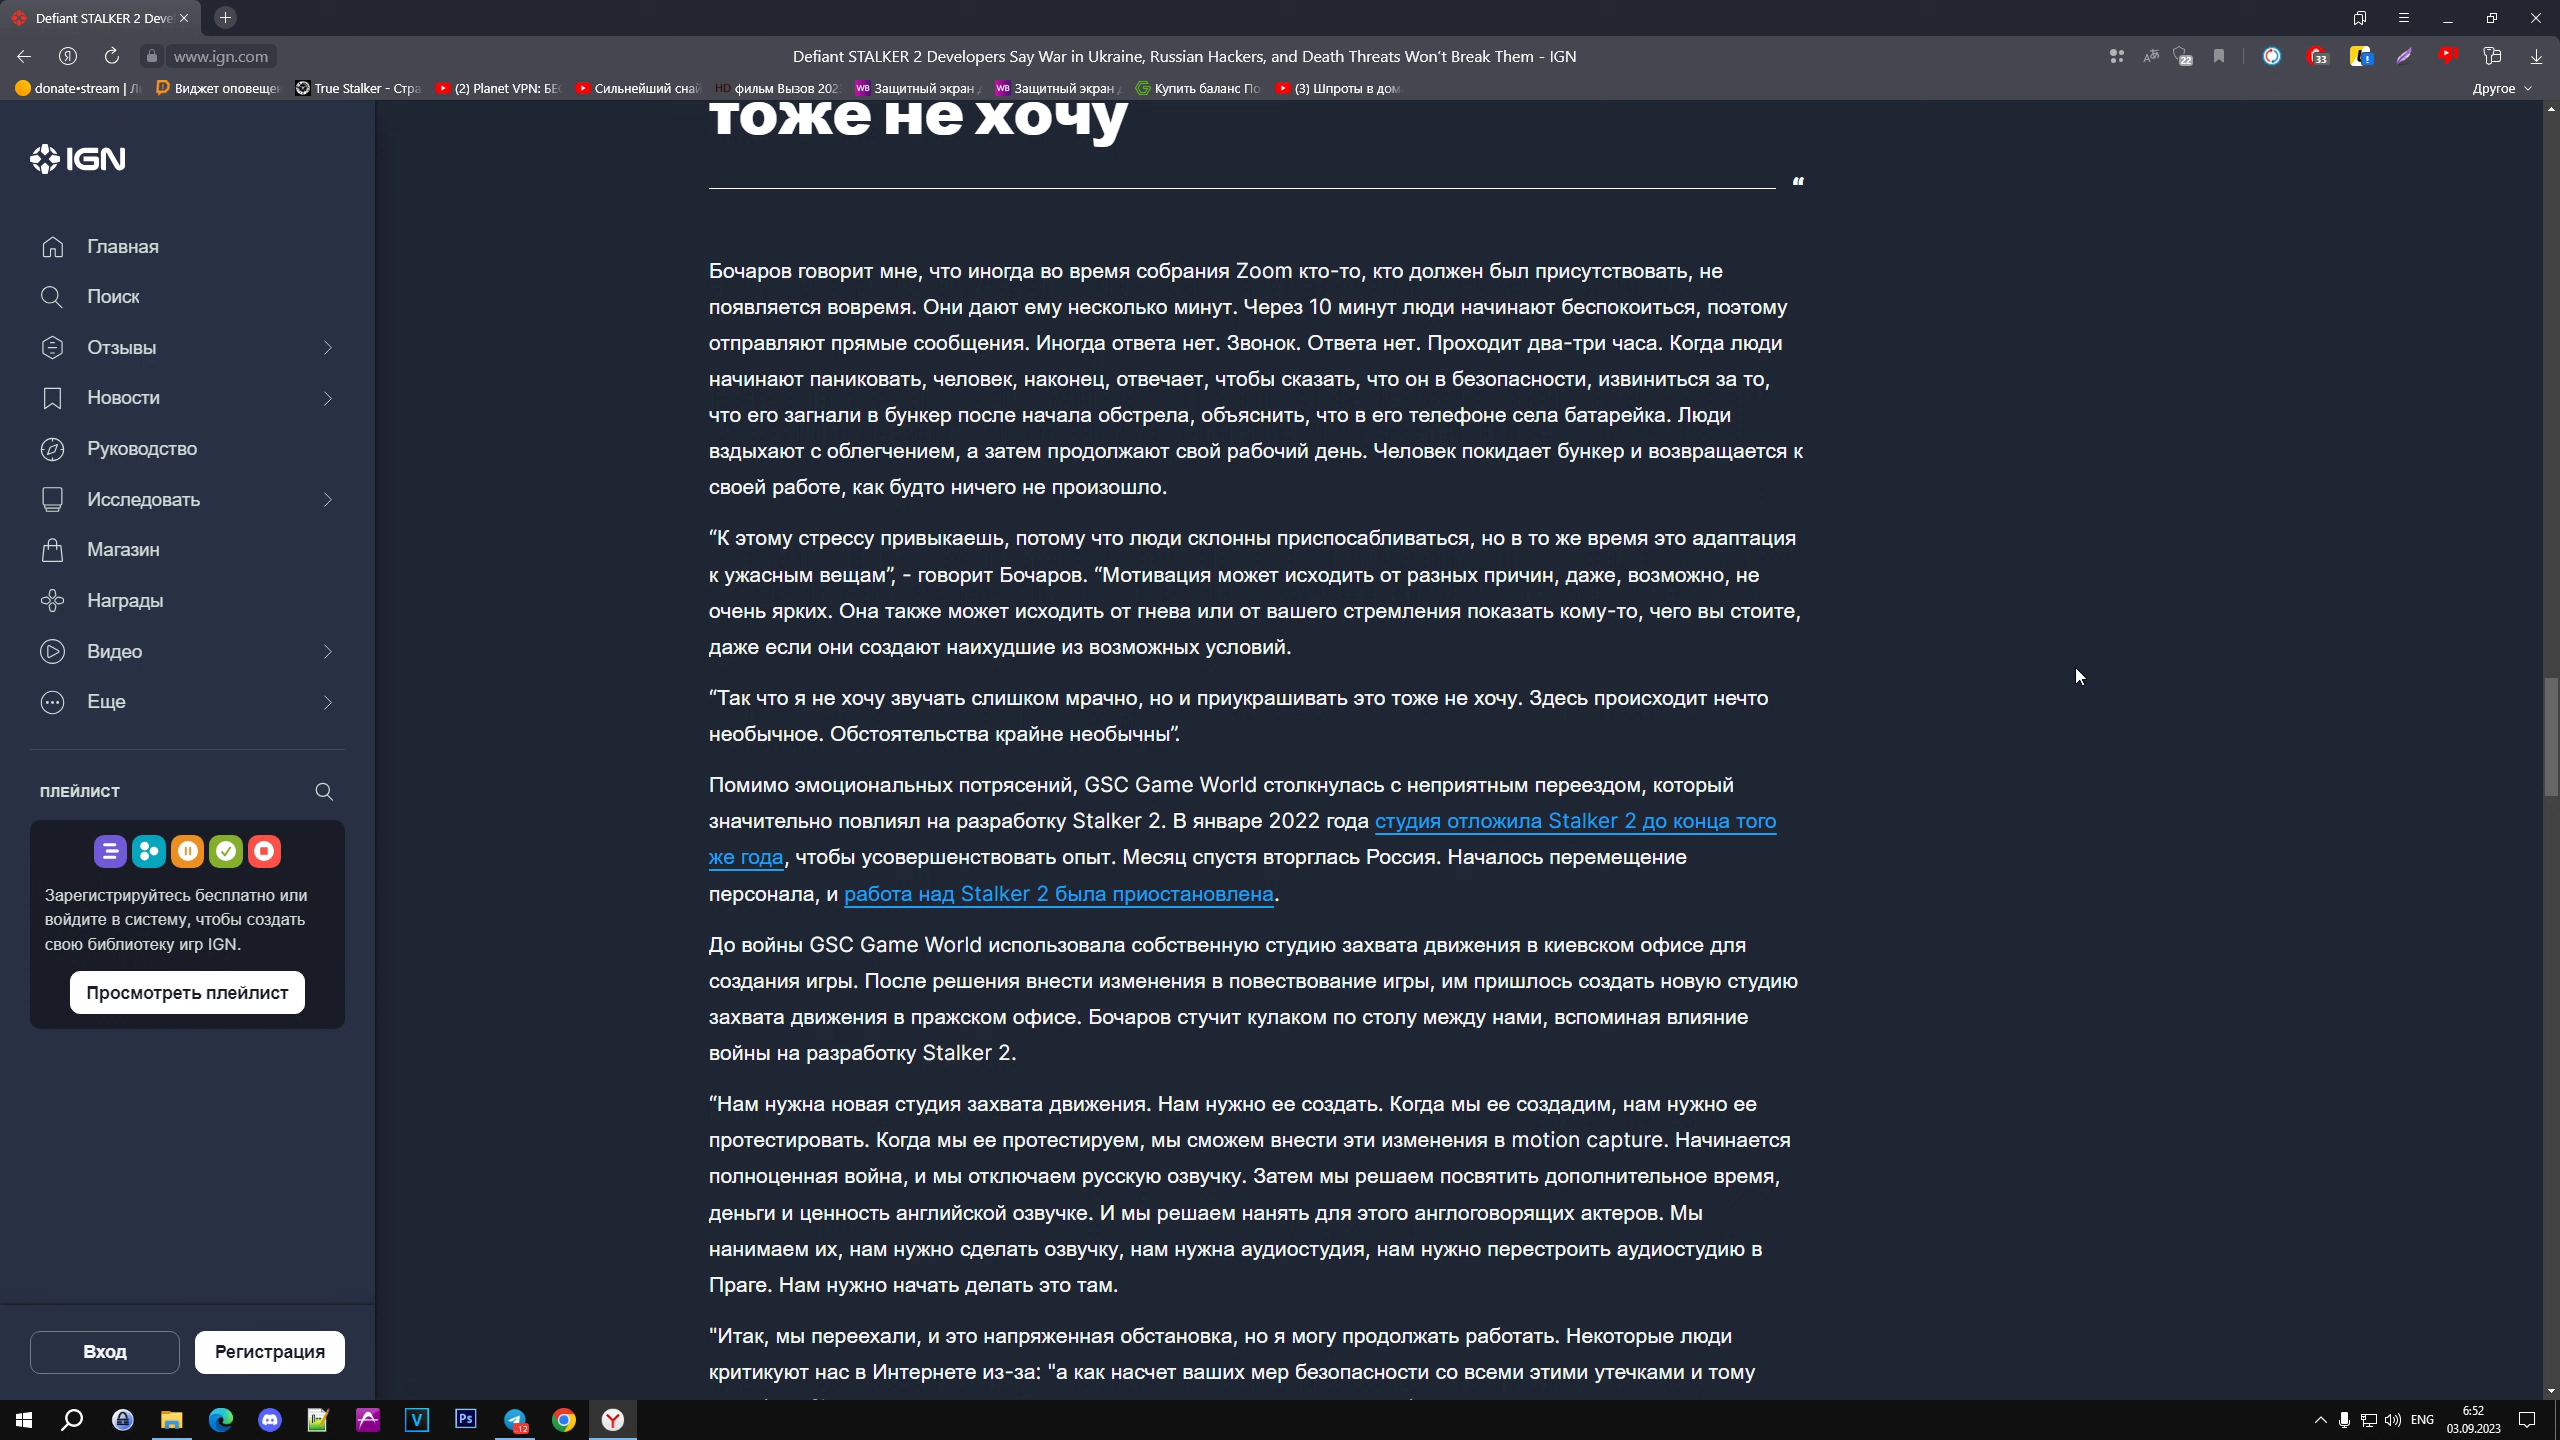 Defiant STALKER 2 Deve
www.ign.com
Defiant STALKER 2 Developers Say War in Ukraine, Russian Hackers, and Death Threats Won't Break Them - IGN
22
33
donate•stream | Л
Виджет оповещен
True Stalker - Стра
(2) Planet VPN: БЕ
Сильнейший снай
HD фильм Вызов 202
WB Защитный экран
WB Защитный экран
Купить баланс По
(3) Шпроты в дом
Другое
IGN
Главная
Поиск
Отзывы
Новости
Руководство
Исследовать
Магазин
Награды
Видео
Еще
ПЛЕЙЛИСТ
Зарегистрируйтесь бесплатно или
войдите в систему, чтобы создать
свою библиотеку игр IGN.
Просмотреть плейлист
Вход
Регистрация
тоже не хочу
“
Бочаров говорит мне, что иногда во время собрания Zoom кто-то, кто должен был присутствовать, не
появляется вовремя. Они дают ему несколько минут. Через 10 минут люди начинают беспокоиться, поэтому
отправляют прямые сообщения. Иногда ответа нет. Звонок. Ответа нет. Проходит два-три часа. Когда люди
начинают паниковать, человек, наконец, отвечает, чтобы сказать, что он в безопасности, извиниться за то,
что его загнали в бункер после начала обстрела, объяснить, что в его телефоне села батарейка. Люди
вздыхают с облегчением, а затем продолжают свой рабочий день. Человек покидает бункер и возвращается к
своей работе, как будто ничего не произошло.
“К этому стрессу привыкаешь, потому что люди склонны приспосабливаться, но в то же время это адаптация
к ужасным вещам”, - говорит Бочаров. “Мотивация может исходить от разных причин, даже, возможно, не
очень ярких. Она также может исходить от гнева или от вашего стремления показать кому-то, чего вы стоите,
даже если они создают наихудшие из возможных условий.
“Так что я не хочу звучать слишком мрачно, но и приукрашивать это тоже не хочу. Здесь происходит нечто
необычное. Обстоятельства крайне необычны”.
Помимо эмоциональных потрясений, GSC Game World столкнулась с неприятным переездом, который
значительно повлиял на разработку Stalker 2. В январе 2022 года студия отложила Stalker 2 до конца того
же года, чтобы усовершенствовать опыт. Месяц спустя вторглась Россия. Началось перемещение
персонала, и работа над Stalker 2 была приостановлена.
До войны GSC Game World использовала собственную студию захвата движения в киевском офисе для
создания игры. После решения внести изменения в повествование игры, им пришлось создать новую студию
захвата движения в пражском офисе. Бочаров стучит кулаком по столу между нами, вспоминая влияние
войны на разработку Stalker 2.
“Нам нужна новая студия захвата движения. Нам нужно ее создать. Когда мы ее создадим, нам нужно ее
протестировать. Когда мы ее протестируем, мы сможем внести эти изменения в motion capture. Начинается
полноценная война, и мы отключаем русскую озвучку. Затем мы решаем посвятить дополнительное время,
деньги и ценность английской озвучке. И мы решаем нанять для этого англоговорящих актеров. Мы
нанимаем их, нам нужно сделать озвучку, нам нужна аудиостудия, нам нужно перестроить аудиостудию в
Праге. Нам нужно начать делать это там.
"Итак, мы переехали, и это напряженная обстановка, но я могу продолжать работать. Некоторые люди
критикуют нас в Интернете из-за: "а как насчет ваших мер безопасности со всеми этими утечками и тому
V
Ps
12
ENG
6:52
03.09.2023